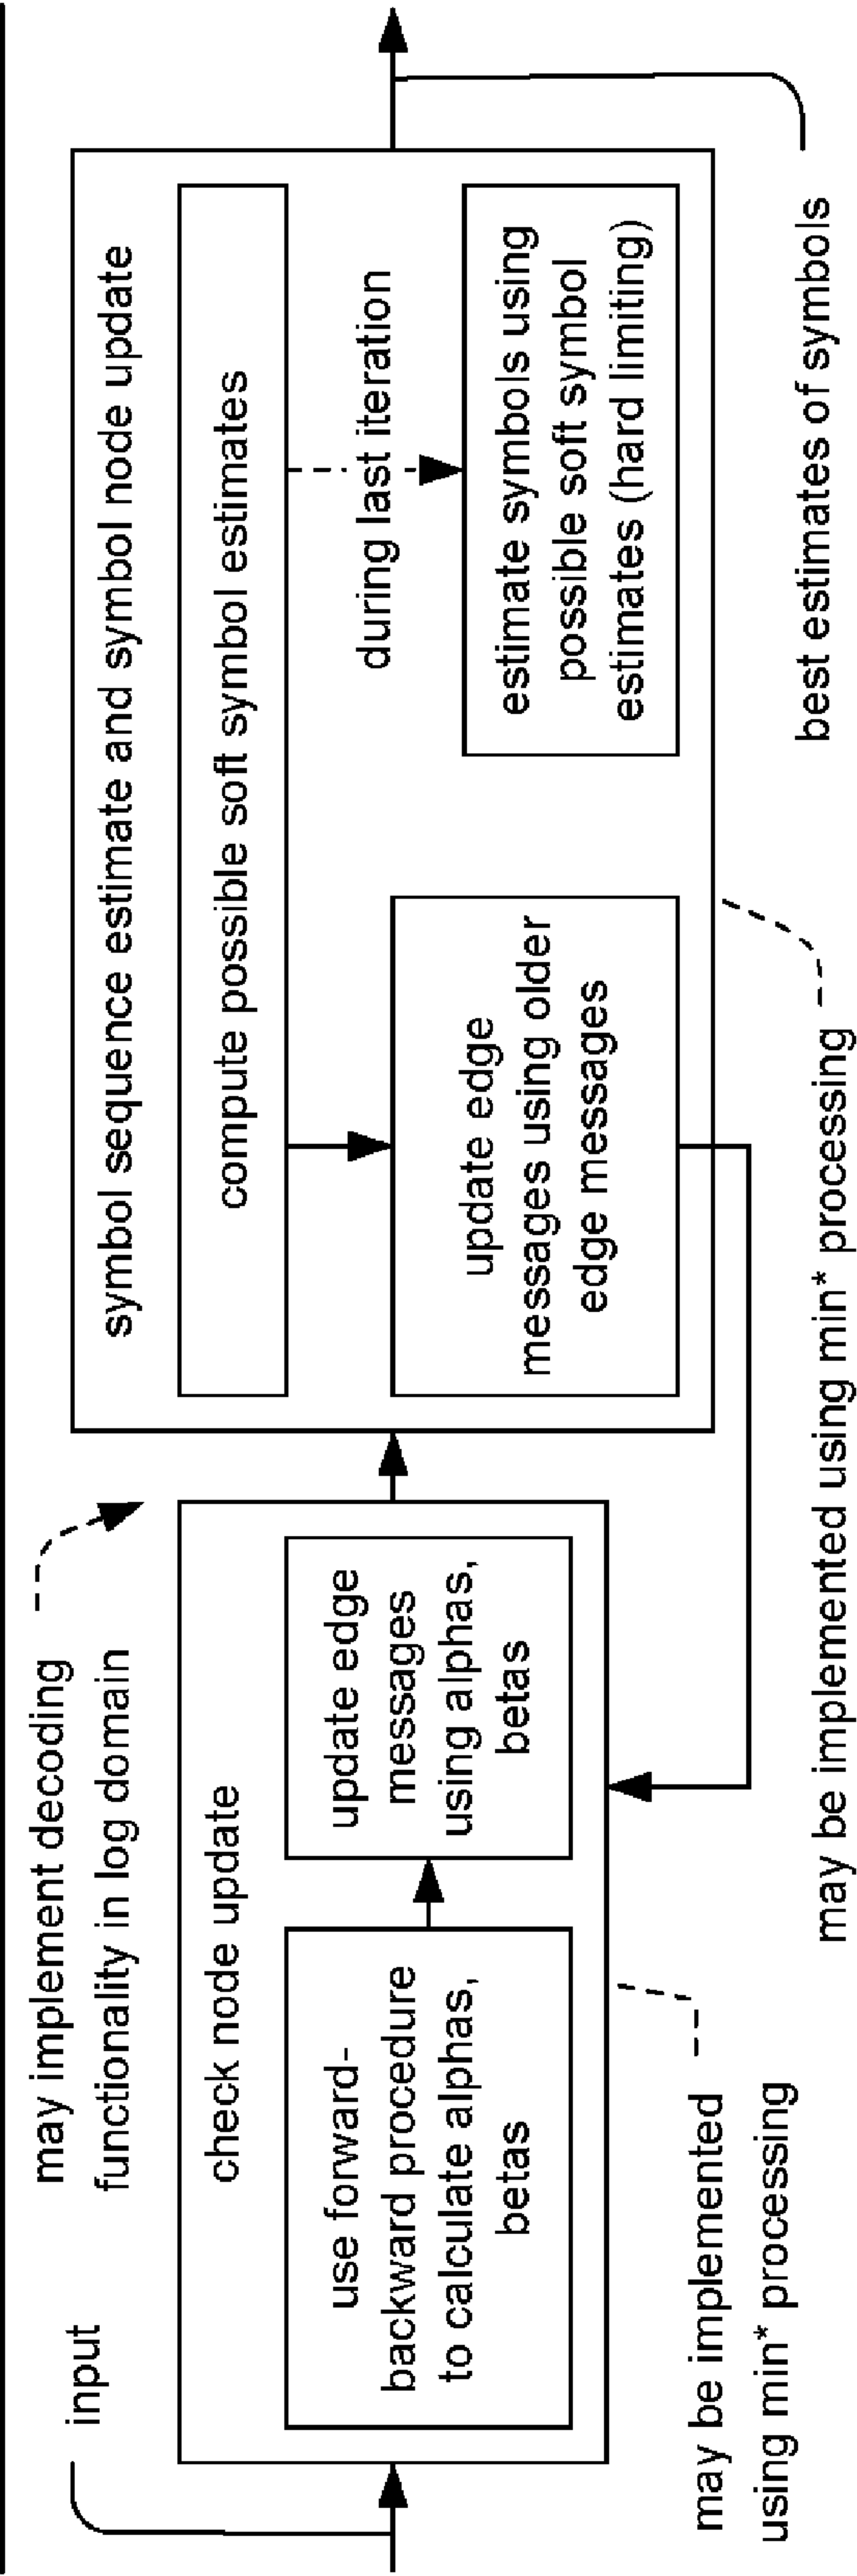 input
may implement decoding
functionality in log domain
check node update
use forward-
backward procedure
to calculate alphas,
betas
update edge
messages
using alphas,
betas
may be implemented
using min* processing
symbol sequence estimate and symbol node update
compute possible soft symbol estimates
update edge
messages using older
edge messages
during last iteration
estimate symbols using
possible soft symbol
estimates (hard limiting)
may be implemented using min* processing
best estimates of symbols